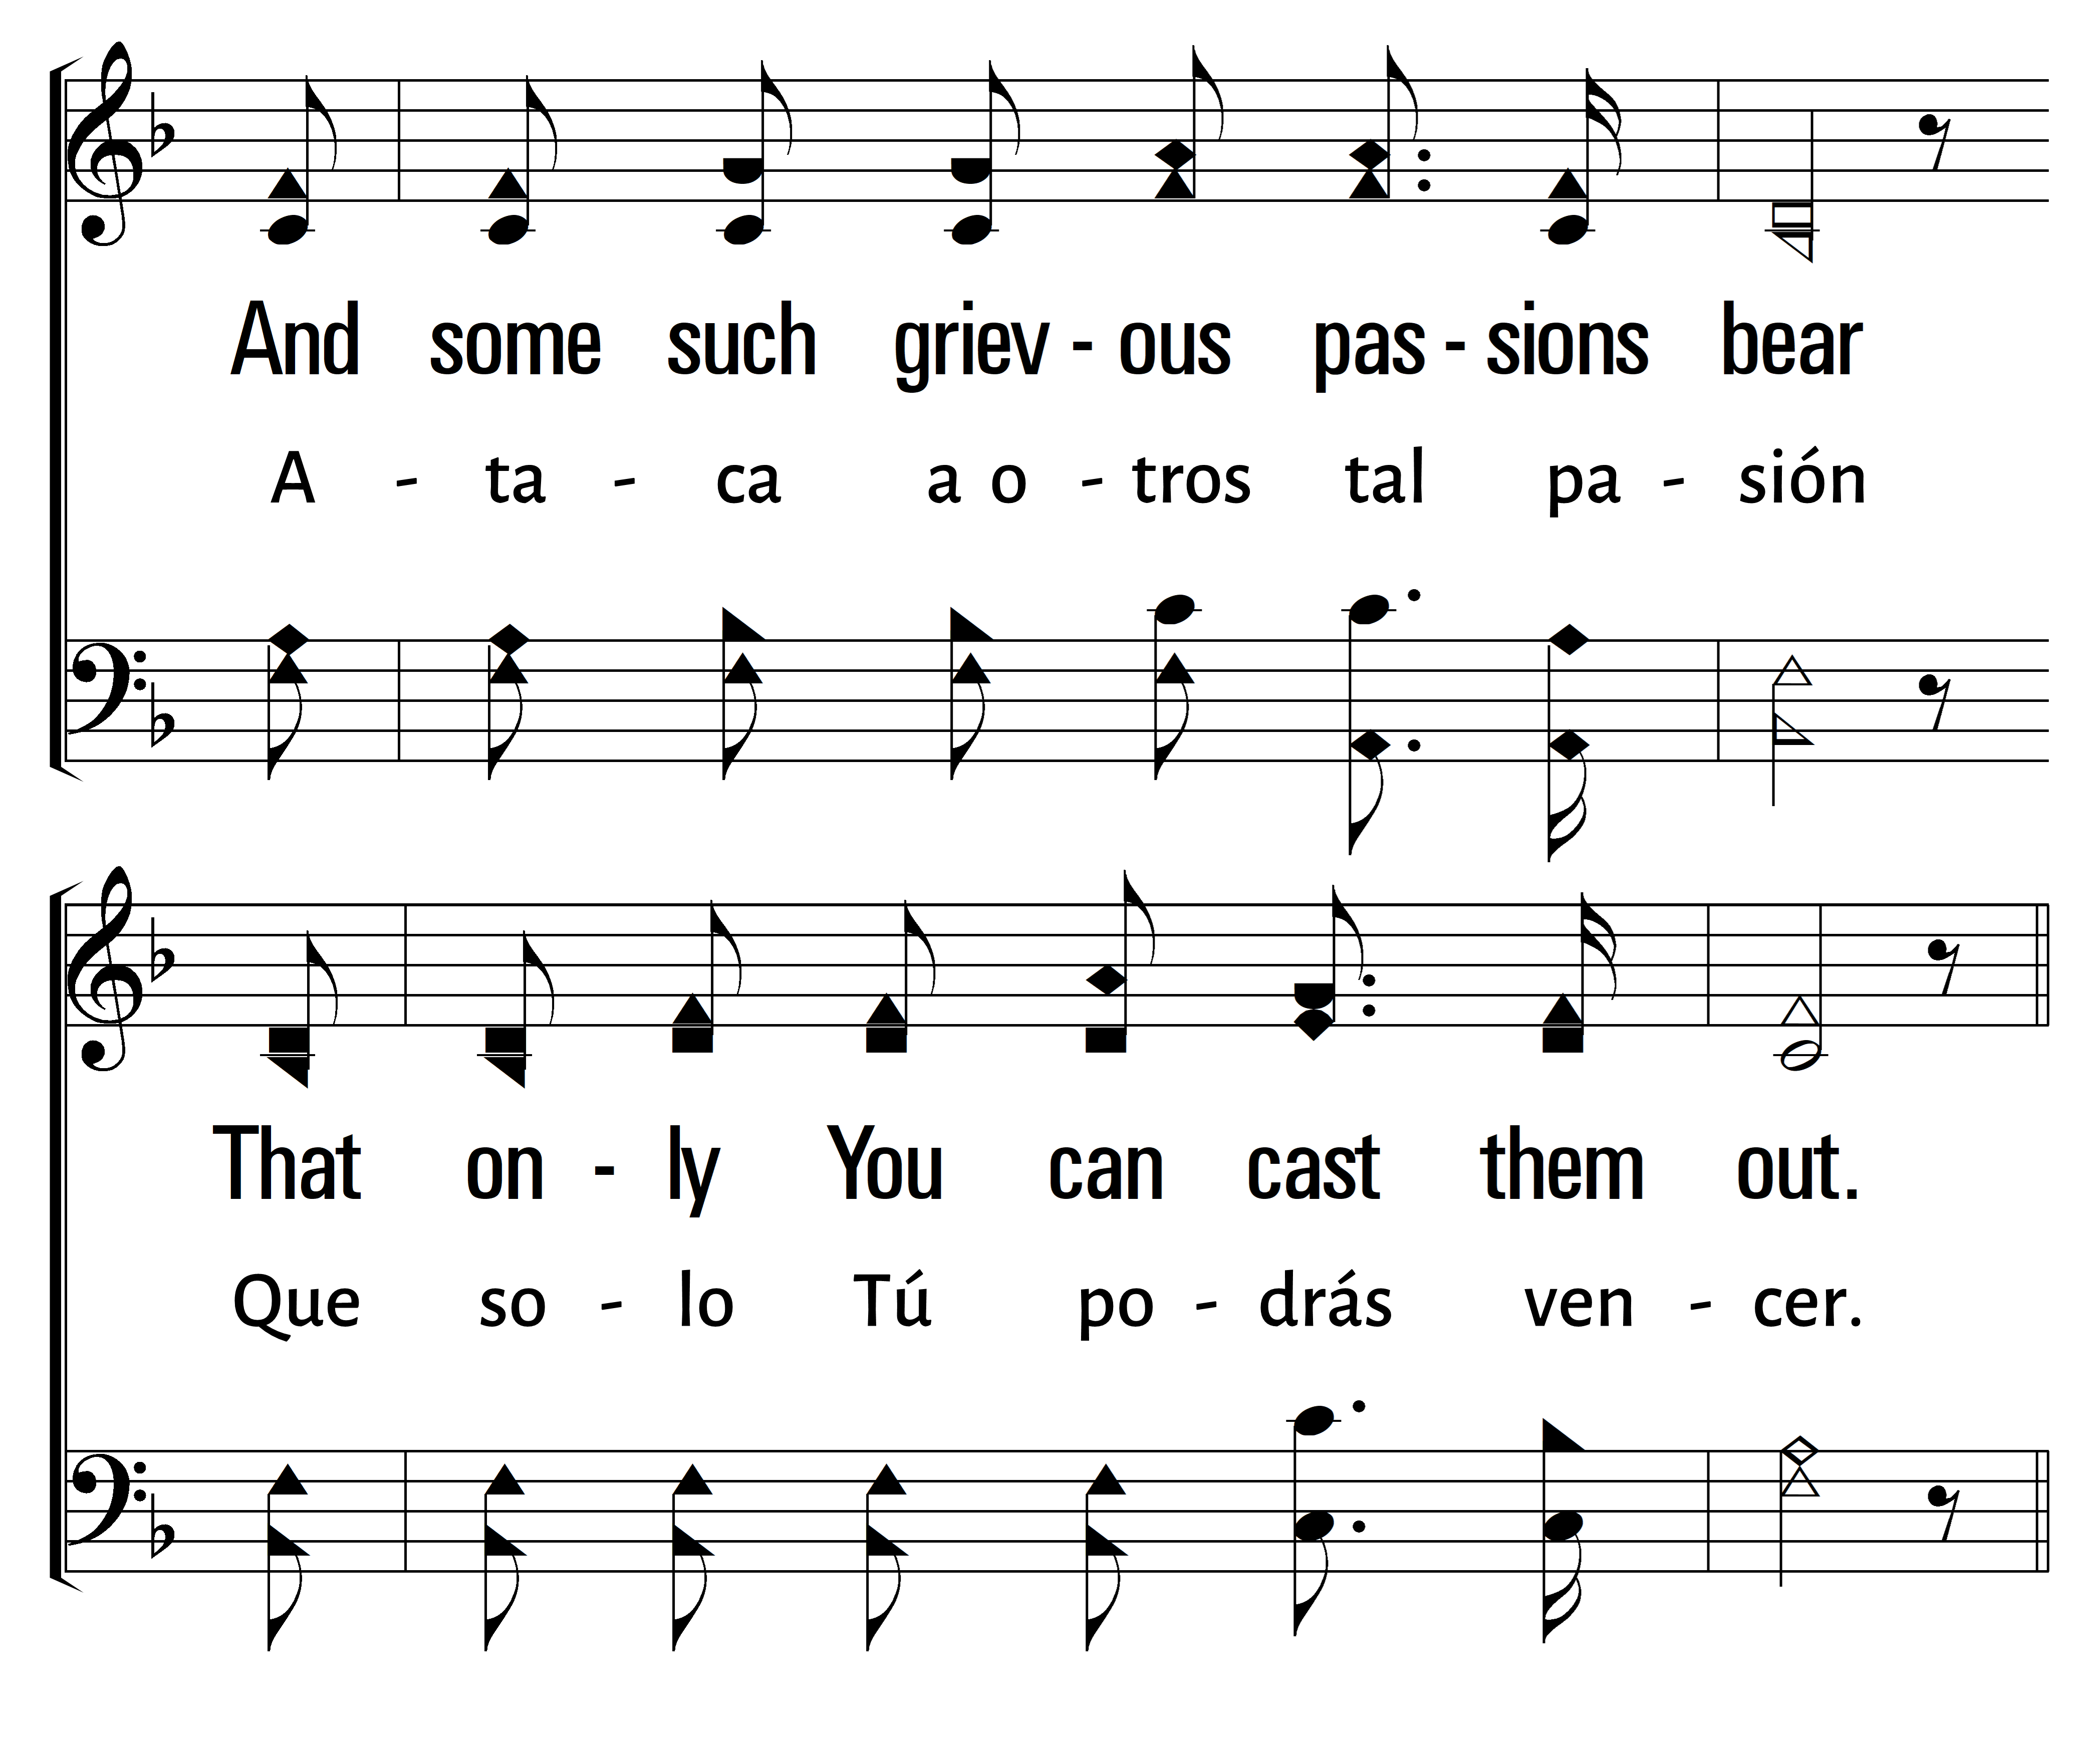 And some such griev - ous pas - sions bear
A - ta - ca a o - tros tal pa - sión
That on - ly You can cast them out.
Que so - lo Tú po - drás ven - cer.